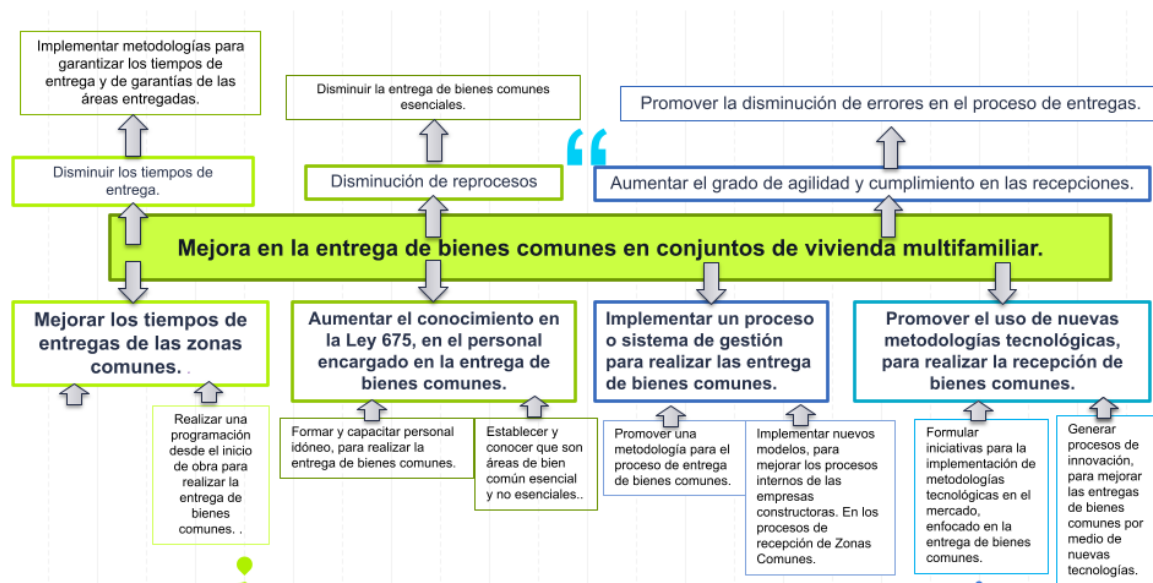 Implementar metodologías para
garantizar los tiempos de
entrega y de garantías de las
áreas entregadas.
Disminuir la entrega de bienes comunes
esenciales.
Promover la disminución de errores en el proceso de entregas.
Disminuir los tiempos de
entrega.
Disminución de reprocesos
“
Aumentar el grado de agilidad y cumplimiento en las recepciones.
Mejora en la entrega de bienes comunes en conjuntos de vivienda multifamiliar.
Mejorar los tiempos de
entregas de las zonas
comunes. .
Aumentar el conocimiento en
la Ley 675, en el personal
encargado en la entrega de
bienes comunes.
Implementar un proceso
o sistema de gestión
para realizar las entrega
de bienes comunes.
Promover el uso de nuevas
metodologías tecnológicas,
para realizar la recepción de
bienes comunes.
Realizar una
programación
desde el inicio
de obra para
realizar la
entrega de
bienes
comunes. .
Formar y capacitar personal
idóneo, para realizar la
entrega de bienes comunes.
Establecer y
conocer que son
áreas de bien
común esencial
y no esenciales..
Promover una
metodología para el
proceso de entrega
de bienes comunes.
Implementar nuevos
modelos, para
mejorar los procesos
internos de las
empresas
constructoras. En los
procesos de
recepción de Zonas
Comunes.
Formular
iniciativas para la
implementación de
metodologías
tecnológicas en el
mercado,
enfocado en la
entrega de bienes
comunes.
Generar
procesos de
innovación,
para mejorar
las entregas
de bienes
comunes por
medio de
nuevas
tecnologías.